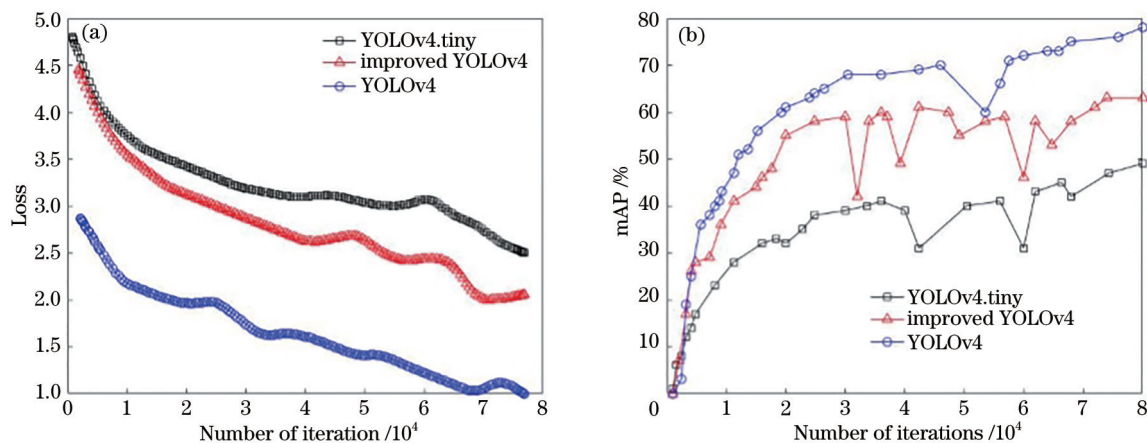 (a)
YOLOv4.tiny
improved YOLOv4
YOLOv4
Loss
5.0
4.5
4.0
3.5
3.0
2.5
2.0
1.5
1.0
0 1 2 3 4 5 6 7 8
Number of iteration /10⁴
(b)
YOLOv4.tiny
improved YOLOv4
YOLOv4
mAP /%
80
70
60
50
40
30
20
10
0
1 2 3 4 5 6 7 8
Number of iterations /10⁴